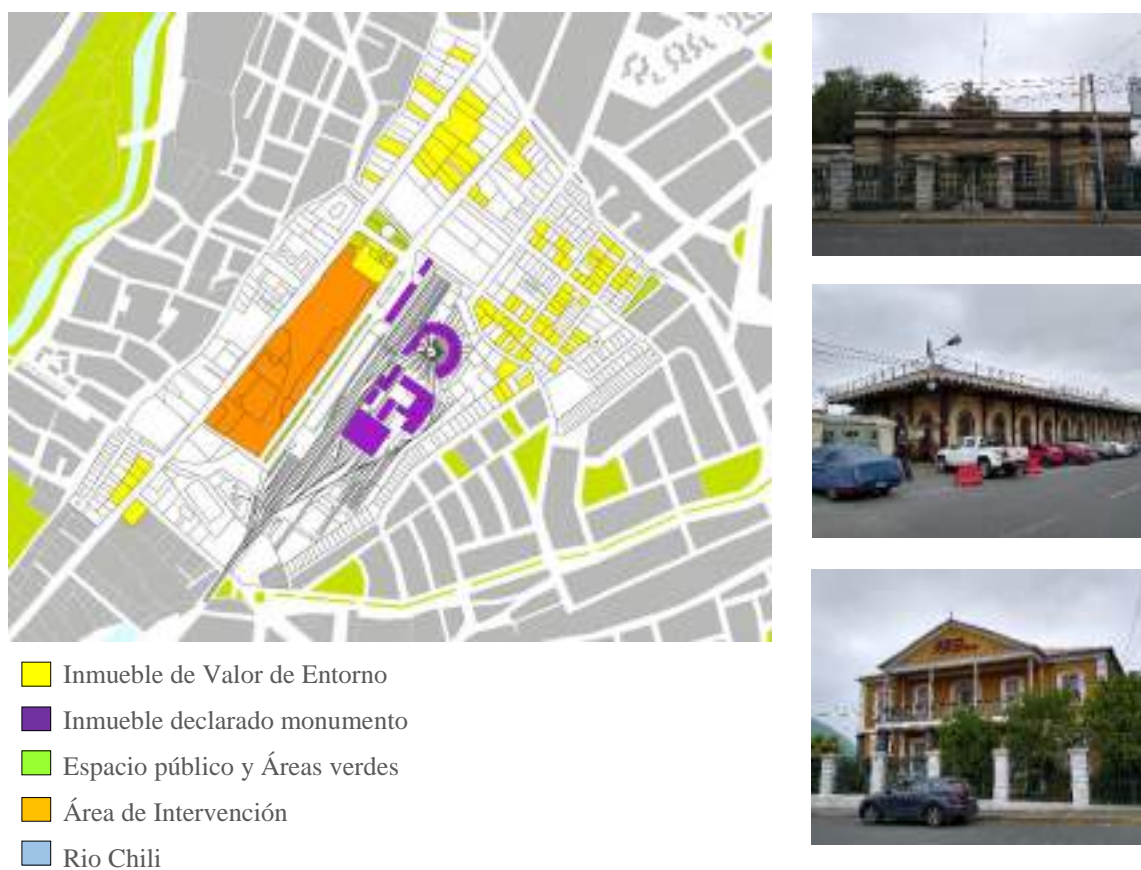 Inmueble de Valor de Entorno
Inmueble declarado monumento
Espacio público y Áreas verdes
Área de Intervención
Rio Chili